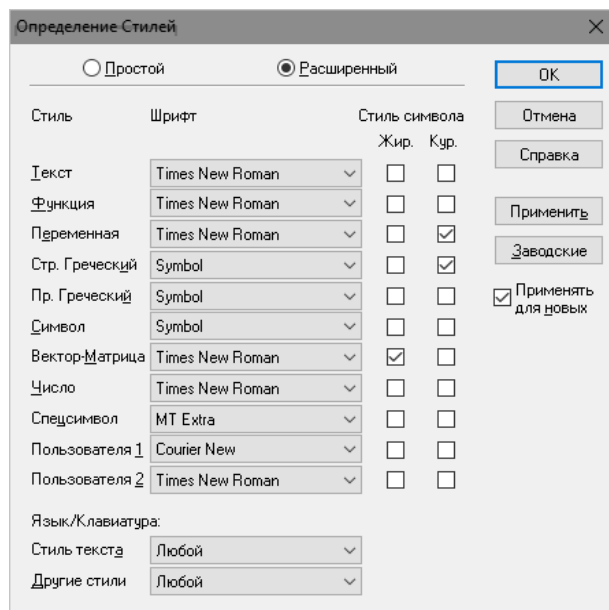 Определение Стилей
Простой Расширенный OK
Стиль Шрифт Стиль символа Отмена
Жир. Кур.
Справка
Текст Times New Roman
Функция Times New Roman
Применить
Переменная Times New Roman
Стр. Греческий Symbol Заводские
Пр. Греческий Symbol Применять
для новых
Символ Symbol
Вектор-Матрица Times New Roman
Число Times New Roman
Спецсимвол MT Extra
Пользователя 1 Courier New
Пользователя 2 Times New Roman
Язык/Клавиатура:
Стиль текста Любой
Другие стили Любой